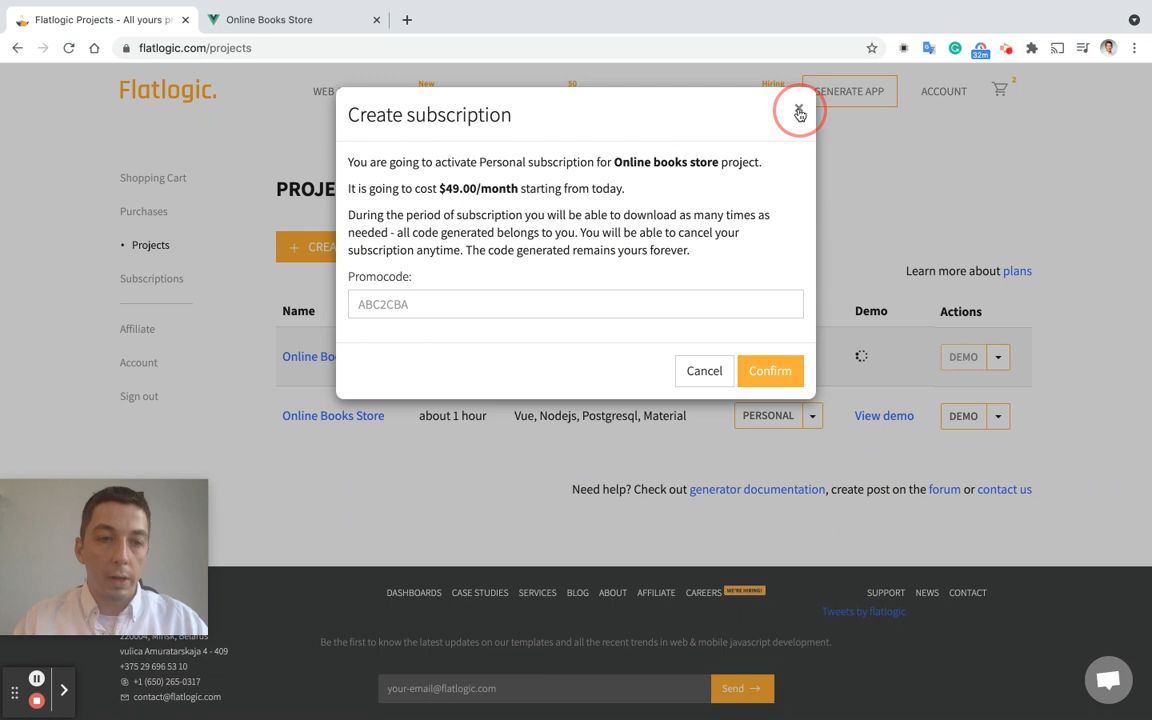 Flatlogic Projects - All yours pr
Online Books Store
flatlogic.com/projects
32m
Flatlogic.
WEB
New
$0
Hiring
GENERATE APP
ACCOUNT
2
Create subscription
You are going to activate Personal subscription for Online books store project.
It is going to cost $49.00/month starting from today.
During the period of subscription you will be able to download as many times as
needed - all code generated belongs to you. You will be able to cancel your
subscription anytime. The code generated remains yours forever.
Promocode:
ABC2CBA
Cancel
Confirm
Shopping Cart
Purchases
• Projects
Subscriptions
Affiliate
Account
Sign out
PROJE
+ CREA
Learn more about plans
Name
Demo
Actions
Online Bo
DEMO
Online Books Store
about 1 hour
Vue, Nodejs, Postgresql, Material
PERSONAL
View demo
DEMO
Need help? Check out generator documentation, create post on the forum or contact us
DASHBOARDS CASE STUDIES SERVICES BLOG ABOUT AFFILIATE CAREERS WE'RE HIRING!
SUPPORT NEWS CONTACT
Tweets by flatlogic
220004, Minsk, Belarus
vulica Amuratarskaja 4 - 409
+375 29 696 53 10
+1 (650) 265-0317
contact@flatlogic.com
Be the first to know the latest updates on our templates and all the recent trends in web & mobile javascript development.
your-email@flatlogic.com
Send →